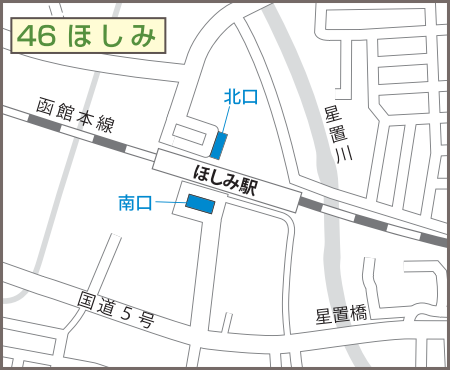 46 ほしみ
北口
函館本線
星置川
ほしみ駅
南口
国道5号
星置橋